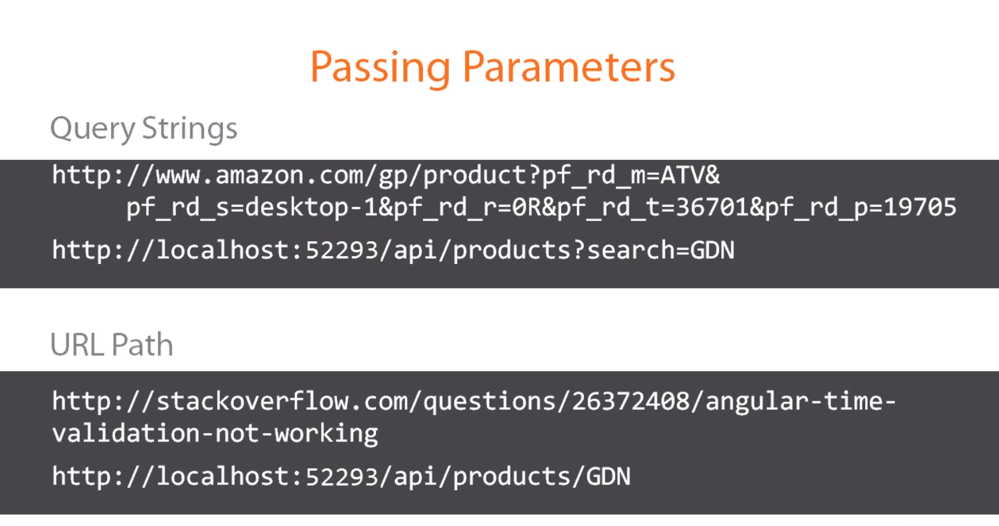 Passing Parameters
Query Strings
http://www.amazon.com/gp/product?pf_rd_m=ATV&
pf_rd_s=desktop-1&pf_rd_r=0R&pf_rd_t=36701&pf_rd_p=19705
http://localhost:52293/api/products?search=GDN
URL Path
http://stackoverflow.com/questions/26372408/angular-time-
validation-not-working
http://localhost:52293/api/products/GDN